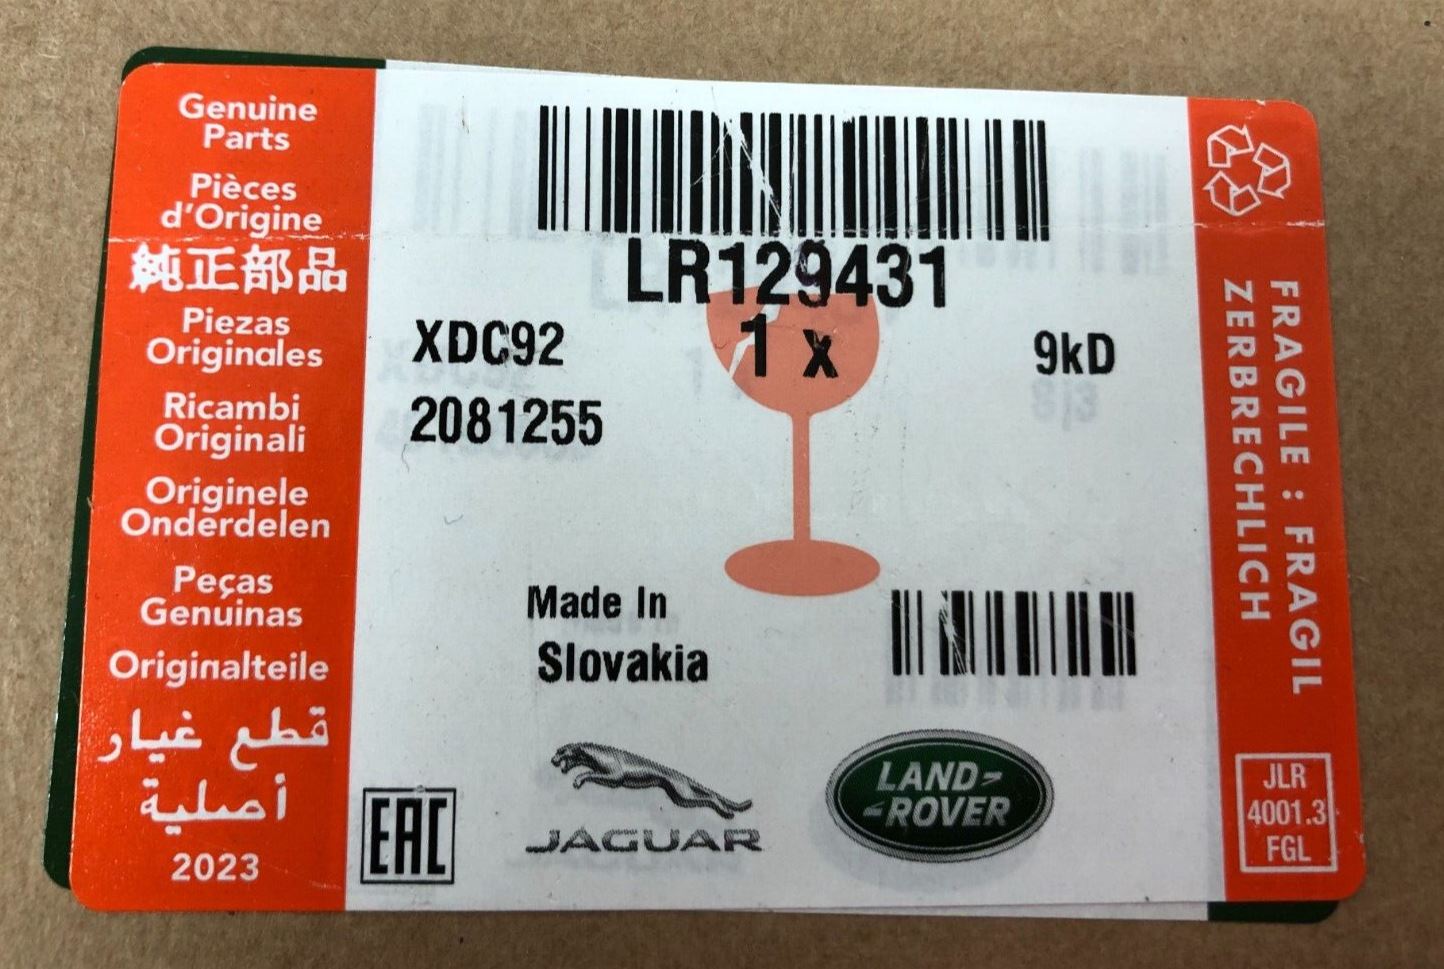 Genuine
Parts
Pièces
d'Origine
純正部品
Piezas
Originales
Ricambi
Originali
Originele
Onderdelen
Peças
Genuinas
Originalteile
قطع غيار
أصلية
2023
LR129431
XDC92
1 x
9kD
2081255
Made In
Slovakia
EAC
JAGUAR
LAND-
-ROVER
FRAGILE : FRAGIL
ZERBRECHLICH
JLR
4001.3
FGL